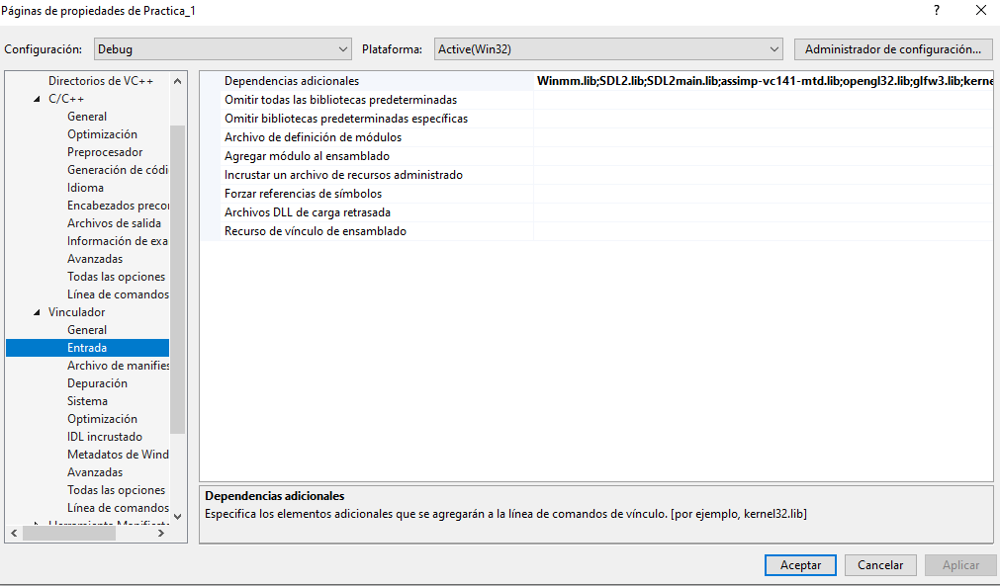 Páginas de propiedades de Practica_1
?
Configuración: Debug Plataforma: Active(Win32) Administrador de configuración...
Directorios de VC++
C/C++
General
Optimización
Preprocesador
Generación de códi
Idioma
Encabezados preco
Archivos de salida
Información de exa
Avanzadas
Todas las opciones
Línea de comandos
Vinculador
General
Entrada
Archivo de manifies
Depuración
Sistema
Optimización
IDL incrustado
Metadatos de Wind
Avanzadas
Todas las opciones
Línea de comandos
Dependencias adicionales Winmm.lib;SDL2.lib;SDL2main.lib;assimp-vc141-mtd.lib;opengl32.lib;glfw3.lib;kerne
Omitir todas las bibliotecas predeterminadas
Omitir bibliotecas predeterminadas específicas
Archivo de definición de módulos
Agregar módulo al ensamblado
Incrustar un archivo de recursos administrado
Forzar referencias de símbolos
Archivos DLL de carga retrasada
Recurso de vínculo de ensamblado
Dependencias adicionales
Especifica los elementos adicionales que se agregarán a la línea de comandos de vínculo. [por ejemplo, kernel32.lib]
Aceptar Cancelar Aplicar